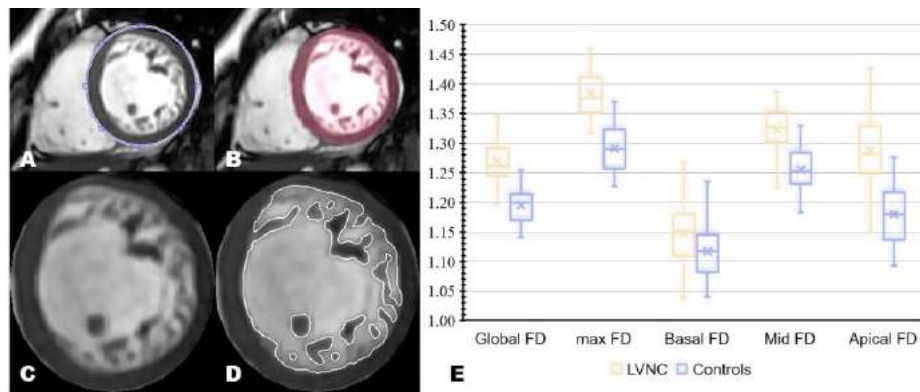 A
B
C
D
E
1.50
1.45
1.40
1.35
1.30
1.25
1.20
1.15
1.10
1.05
1.00
Global FD max FD Basal FD Mid FD Apical FD
LVNC Controls